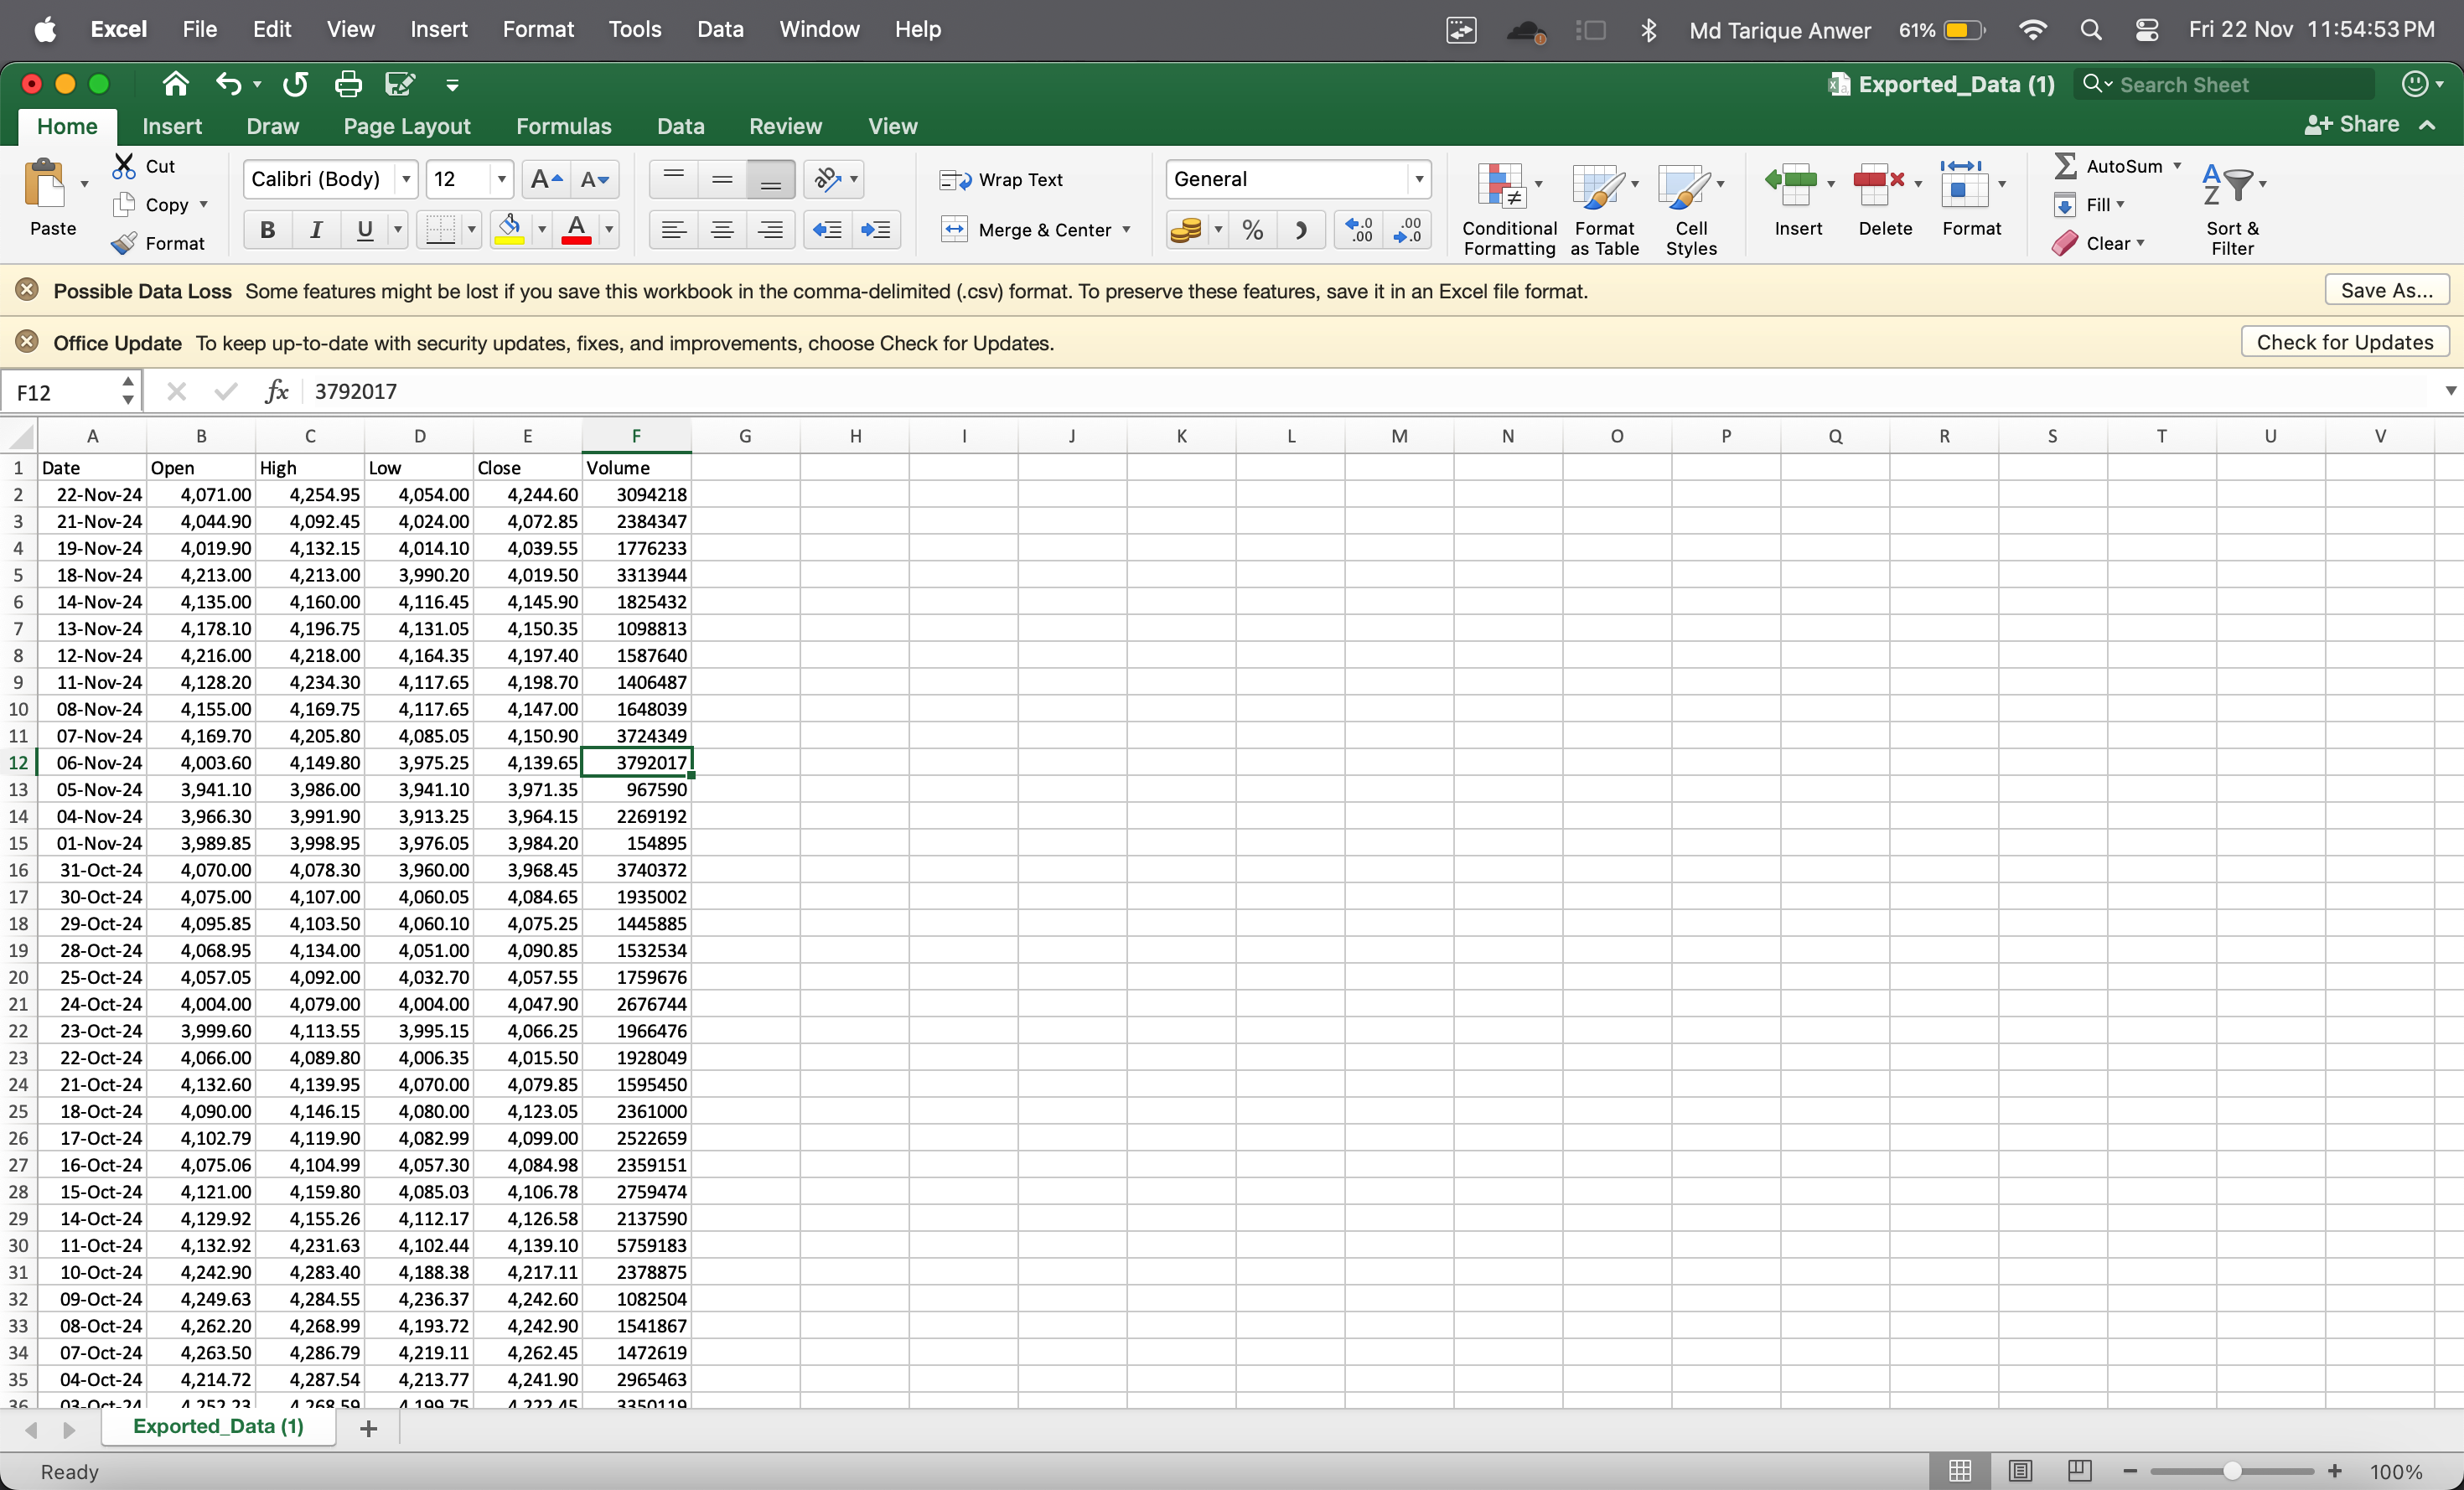 Excel File Edit View Insert Format Tools Data Window Help Md Tarique Anwer 61% Fri 22 Nov 11:54:53 PM
Exported_Data (1) Search Sheet
Home Insert Draw Page Layout Formulas Data Review View Share
Paste Cut Copy Format
Calibri (Body) 12 A A
B I U A
Wrap Text
Merge & Center
General
% .0 .00 .00 .0
Conditional Formatting Format as Table Cell Styles
Insert Delete Format
AutoSum Fill Clear
A Z Sort & Filter
Possible Data Loss Some features might be lost if you save this workbook in the comma-delimited (.csv) format. To preserve these features, save it in an Excel file format. Save As...
Office Update To keep up-to-date with security updates, fixes, and improvements, choose Check for Updates. Check for Updates
F12 fx 3792017
A B C D E F G H I J K L M N O P Q R S T U V
1 Date Open High Low Close Volume
2 22-Nov-24 4,071.00 4,254.95 4,054.00 4,244.60 3094218
3 21-Nov-24 4,044.90 4,092.45 4,024.00 4,072.85 2384347
4 19-Nov-24 4,019.90 4,132.15 4,014.10 4,039.55 1776233
5 18-Nov-24 4,213.00 4,213.00 3,990.20 4,019.50 3313944
6 14-Nov-24 4,135.00 4,160.00 4,116.45 4,145.90 1825432
7 13-Nov-24 4,178.10 4,196.75 4,131.05 4,150.35 1098813
8 12-Nov-24 4,216.00 4,218.00 4,164.35 4,197.40 1587640
9 11-Nov-24 4,128.20 4,234.30 4,117.65 4,198.70 1406487
10 08-Nov-24 4,155.00 4,169.75 4,117.65 4,147.00 1648039
11 07-Nov-24 4,169.70 4,205.80 4,085.05 4,150.90 3724349
12 06-Nov-24 4,003.60 4,149.80 3,975.25 4,139.65 3792017
13 05-Nov-24 3,941.10 3,986.00 3,941.10 3,971.35 967590
14 04-Nov-24 3,966.30 3,991.90 3,913.25 3,964.15 2269192
15 01-Nov-24 3,989.85 3,998.95 3,976.05 3,984.20 154895
16 31-Oct-24 4,070.00 4,078.30 3,960.00 3,968.45 3740372
17 30-Oct-24 4,075.00 4,107.00 4,060.05 4,084.65 1935002
18 29-Oct-24 4,095.85 4,103.50 4,060.10 4,075.25 1445885
19 28-Oct-24 4,068.95 4,134.00 4,051.00 4,090.85 1532534
20 25-Oct-24 4,057.05 4,092.00 4,032.70 4,057.55 1759676
21 24-Oct-24 4,004.00 4,079.00 4,004.00 4,047.90 2676744
22 23-Oct-24 3,999.60 4,113.55 3,995.15 4,066.25 1966476
23 22-Oct-24 4,066.00 4,089.80 4,006.35 4,015.50 1928049
24 21-Oct-24 4,132.60 4,139.95 4,070.00 4,079.85 1595450
25 18-Oct-24 4,090.00 4,146.15 4,080.00 4,123.05 2361000
26 17-Oct-24 4,102.79 4,119.90 4,082.99 4,099.00 2522659
27 16-Oct-24 4,075.06 4,104.99 4,057.30 4,084.98 2359151
28 15-Oct-24 4,121.00 4,159.80 4,085.03 4,106.78 2759474
29 14-Oct-24 4,129.92 4,155.26 4,112.17 4,126.58 2137590
30 11-Oct-24 4,132.92 4,231.63 4,102.44 4,139.10 5759183
31 10-Oct-24 4,242.90 4,283.40 4,188.38 4,217.11 2378875
32 09-Oct-24 4,249.63 4,284.55 4,236.37 4,242.60 1082504
33 08-Oct-24 4,262.20 4,268.99 4,193.72 4,242.90 1541867
34 07-Oct-24 4,263.50 4,286.79 4,219.11 4,262.45 1472619
35 04-Oct-24 4,214.72 4,287.54 4,213.77 4,241.90 2965463
36 03-Oct-24 4,252.23 4,268.59 4,199.75 4,222.45 3350119
Exported_Data (1) +
Ready 100%